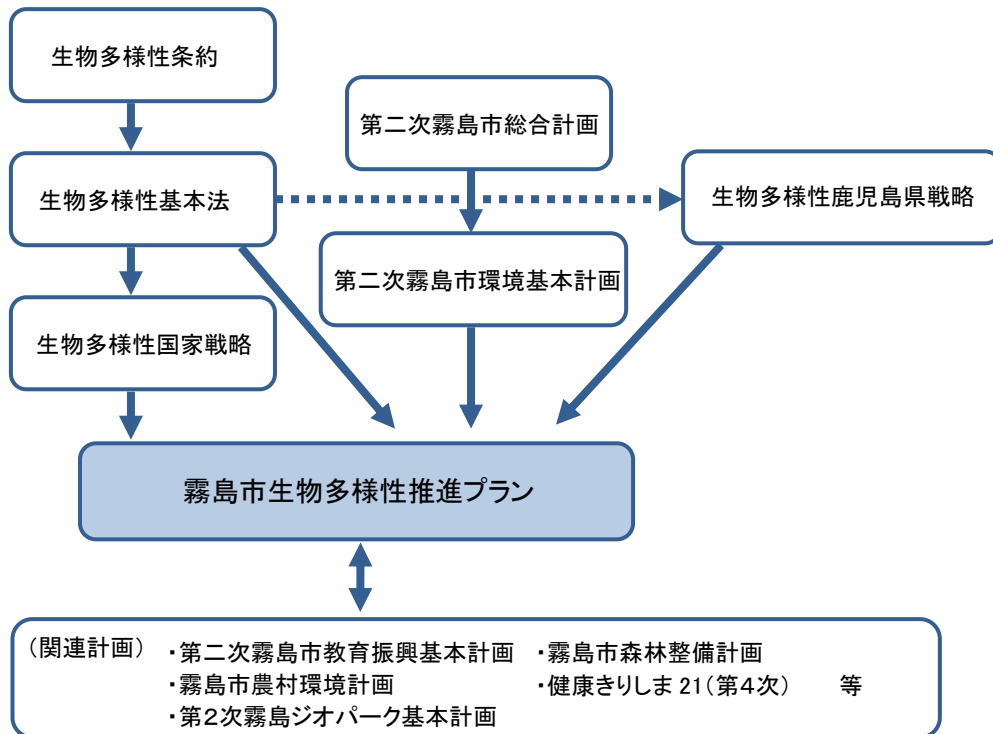 生物多様性条約
第二次霧島市総合計画
生物多様性基本法
生物多様性鹿児島県戦略
第二次霧島市環境基本計画
生物多様性国家戦略
霧島市生物多様性推進プラン
(関連計画)
・第二次霧島市教育振興基本計画 ・霧島市森林整備計画
・霧島市農村環境計画 ・健康きりしま21(第4次) 等
・第2次霧島ジオパーク基本計画